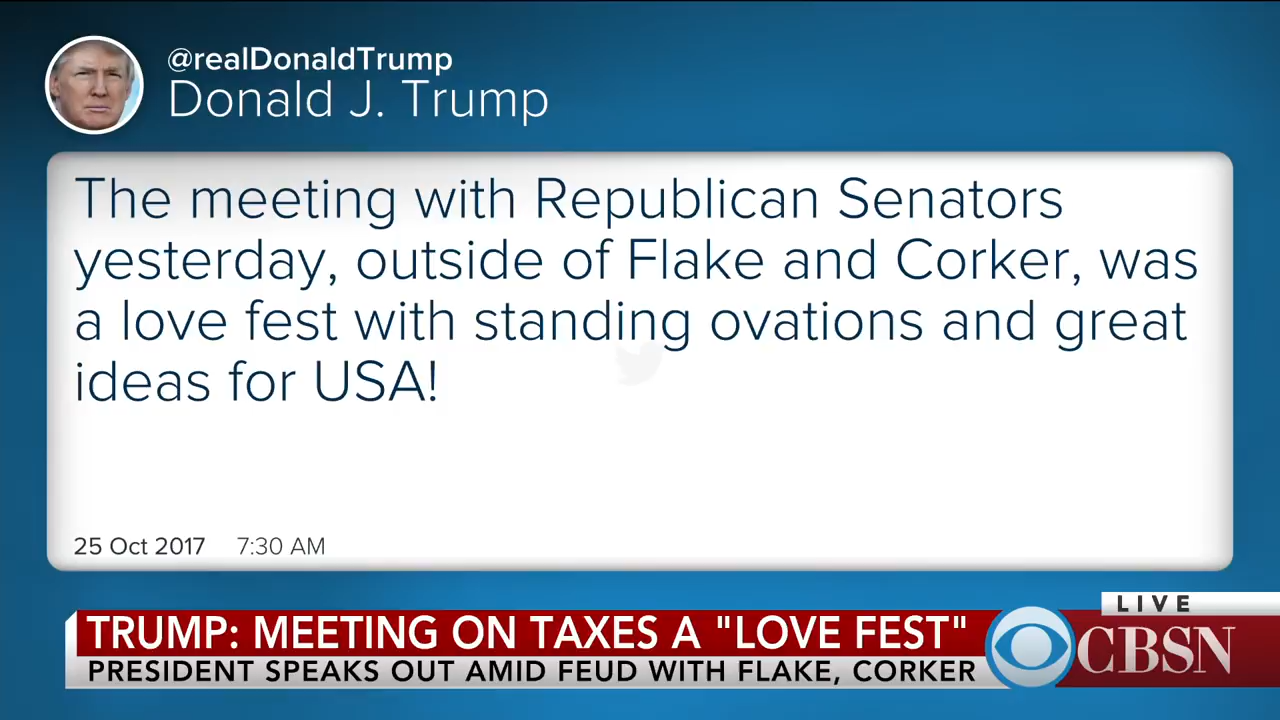 @realDonaldTrump
Donald J. Trump
The meeting with Republican Senators
yesterday, outside of Flake and Corker, was
a love fest with standing ovations and great
ideas for USA!
25 Oct 2017 7:30 AM
LIVE
TRUMP: MEETING ON TAXES A "LOVE FEST"
PRESIDENT SPEAKS OUT AMID FEUD WITH FLAKE, CORKER
CBSN